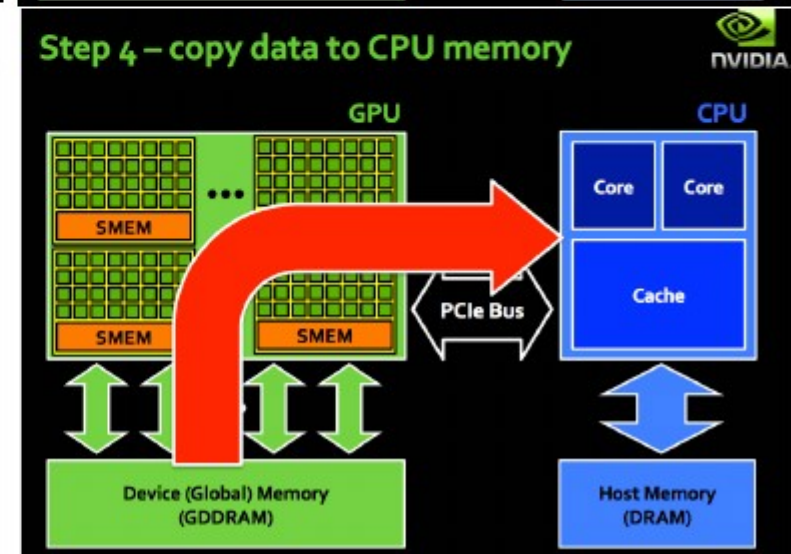 Step 4 – copy data to CPU memory
NVIDIA
GPU
CPU
SMEM
Core
Core
SMEM
SMEM
PCIe Bus
Cache
Device (Global) Memory
(GDDRAM)
Host Memory
(DRAM)